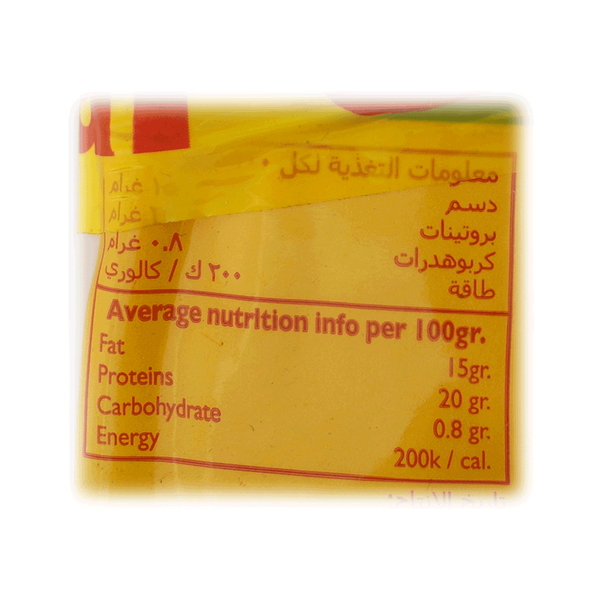 معلومات التغذية لكل
دسم
بروتينات غرام
كربوهدرات ٠.٨ غرام
طاقة ٢٠٠ ك / كالوري
Average nutrition info per 100gr.
Fat 15gr.
Proteins 20 gr.
Carbohydrate 0.8 gr.
Energy 200k / cal.